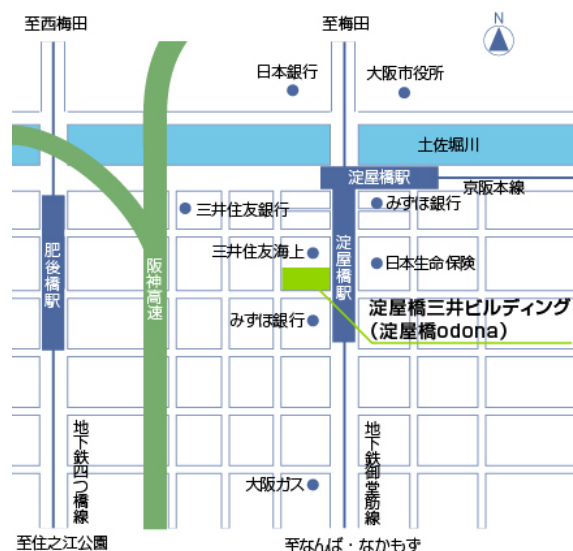 至西梅田
至梅田
N
日本銀行
大阪市役所
土佐堀川
淀屋橋駅
京阪本線
三井住友銀行
みずほ銀行
肥後橋駅
阪神高速
三井住友海上
淀屋橋駅
日本生命保険
淀屋橋三井ビルディング
(淀屋橋odona)
みずほ銀行
地下鉄四つ橋線
地下鉄御堂筋線
大阪ガス
至住之江公園
至なんば・なかもず